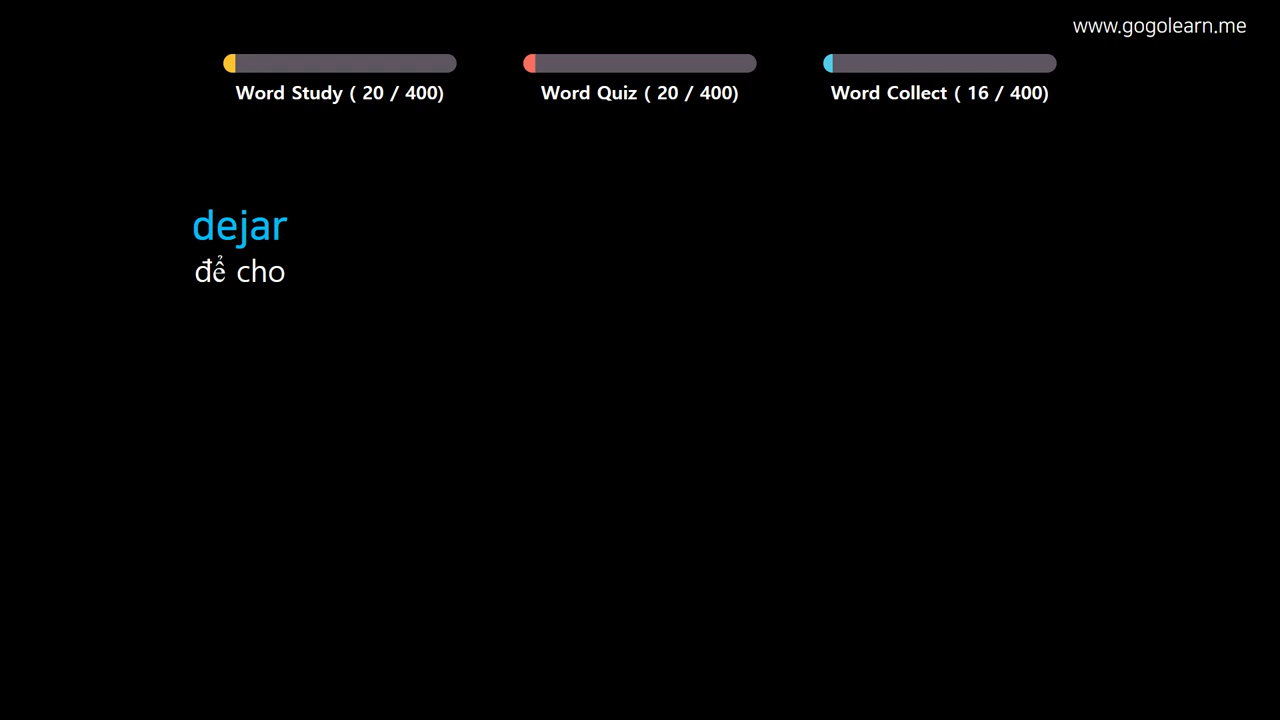 www.gogolearn.me
Word Study ( 20 / 400)
Word Quiz ( 20 / 400)
Word Collect ( 16 / 400)
dejar
để cho